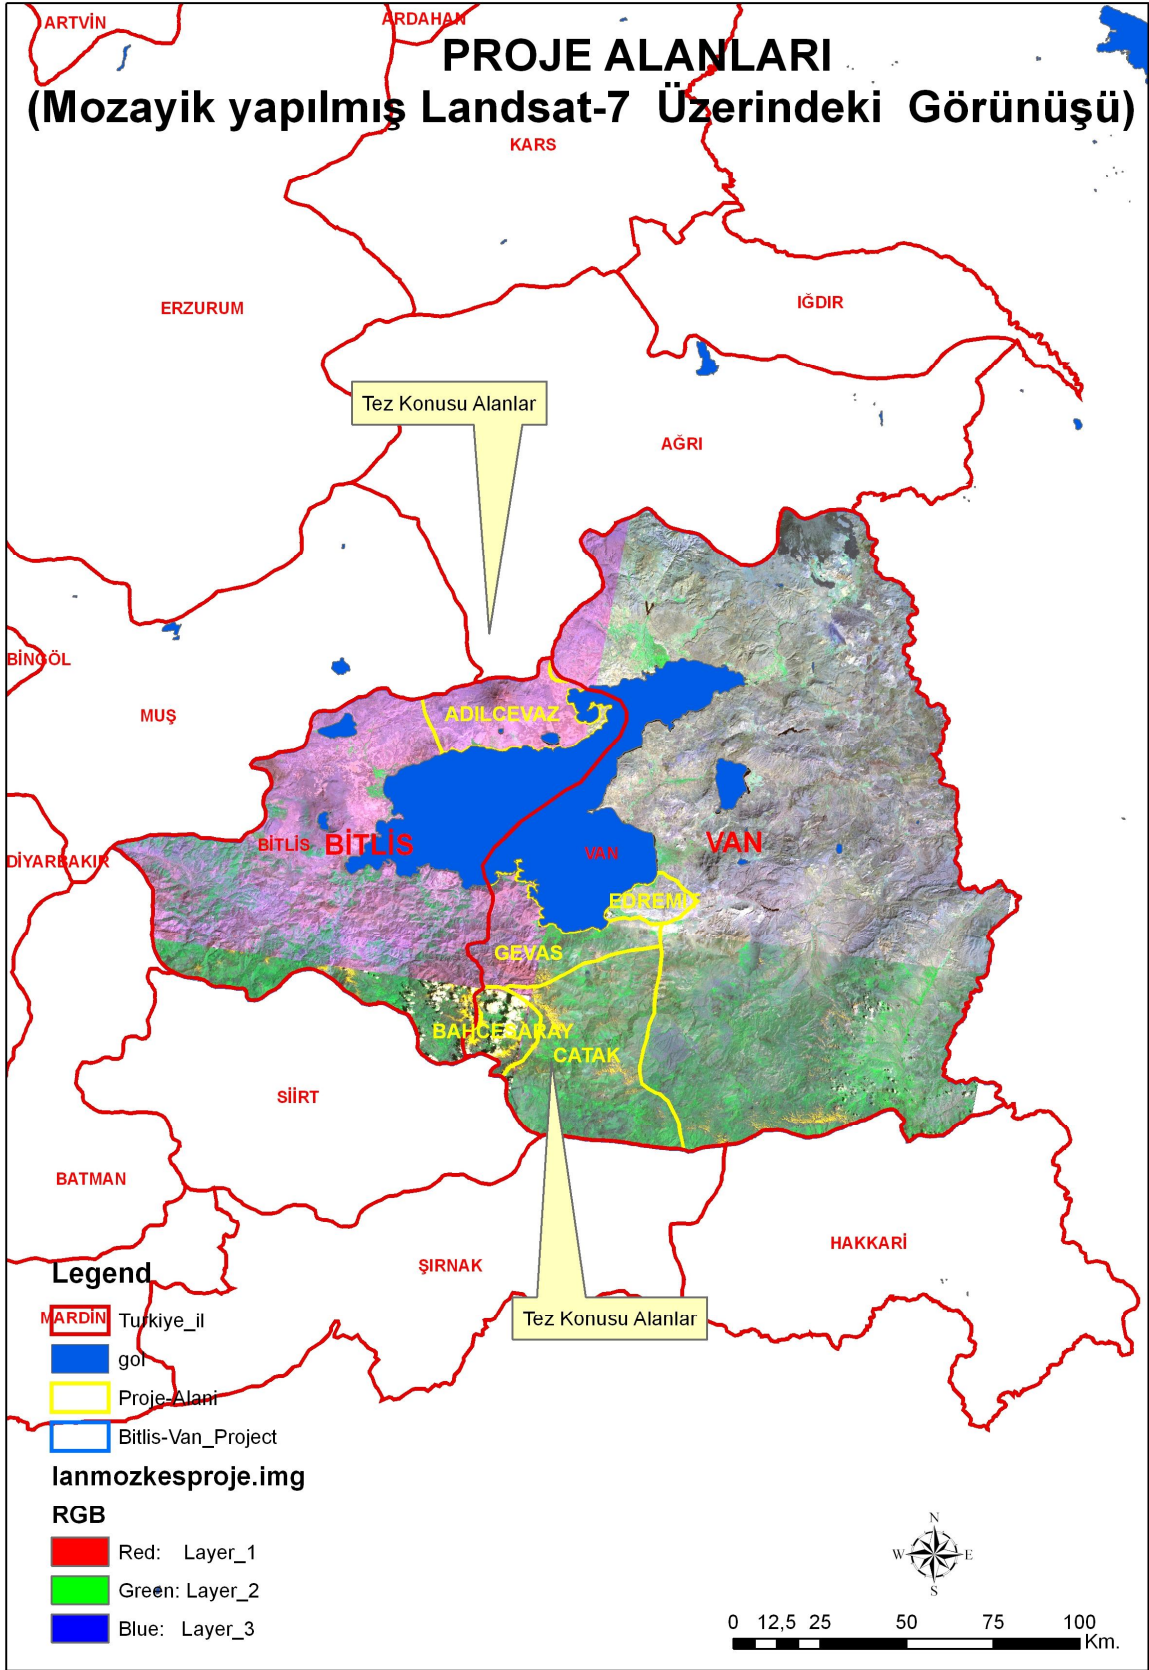 ARTVİN
ARDAHAN
PROJE ALANLARI
(Mozayik yapılmış Landsat-7 Üzerindeki Görünüşü)
KARS
ERZURUM
IĞDIR
Tez Konusu Alanlar
AĞRI
BİNGÖL
MUŞ
ADILCEVAZ
BİTLİS
BİTLİS
VAN
VAN
DİYARBAKIR
EDREMIT
GEVAS
BAHCESARAY
CATAK
SİİRT
BATMAN
HAKKARİ
ŞIRNAK
Legend
MARDİN
Turkiye_il
Tez Konusu Alanlar
gol
Proje-Alani
Bitlis-Van_Project
lanmozkesproje.img
RGB
Red: Layer_1
Green: Layer_2
Blue: Layer_3
N
W
E
S
0 12,5 25 50 75 100
Km.